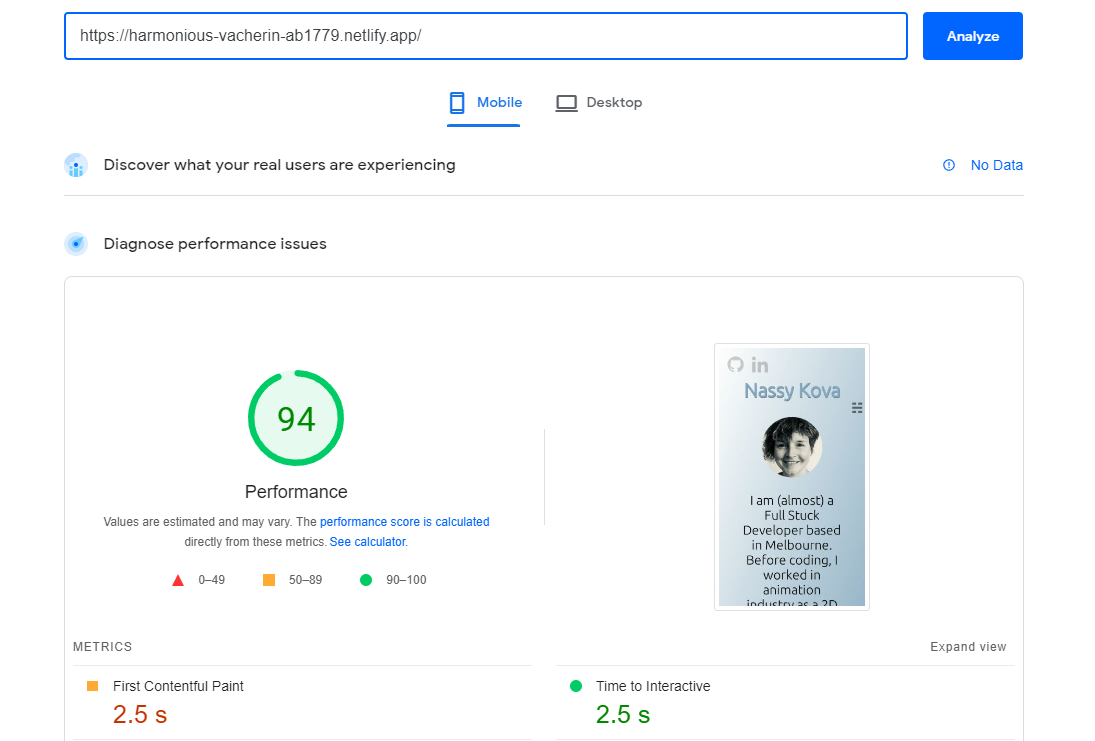 https://harmonious-vacherin-ab1779.netlify.app/
Analyze
Mobile
Desktop
Discover what your real users are experiencing
No Data
Diagnose performance issues
94
Performance
Values are estimated and may vary. The performance score is calculated
directly from these metrics. See calculator.
0–49
50–89
90–100
in
Nassy Kova
I am (almost) a
Full Stuck
Developer based
in Melbourne.
Before coding, I
worked in
animation
industry as a 2D
METRICS
Expand view
First Contentful Paint
2.5 s
Time to Interactive
2.5 s